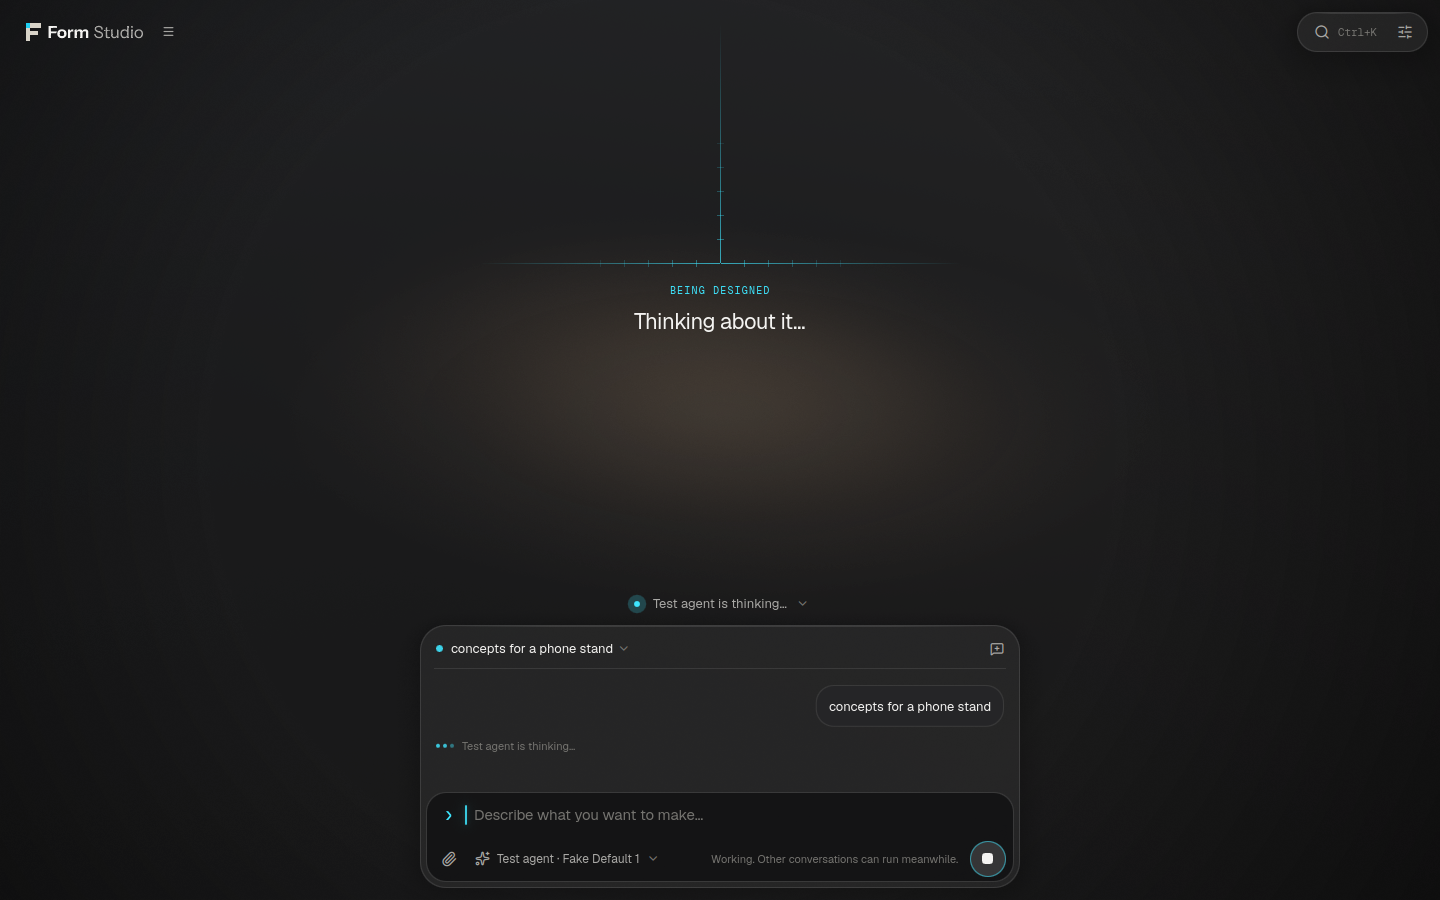 Form Studio
Ctrl+K
BEING DESIGNED
Thinking about it...
Test agent is thinking...
concepts for a phone stand
concepts for a phone stand
Test agent is thinking...
Describe what you want to make...
Test agent · Fake Default 1
Working. Other conversations can run meanwhile.